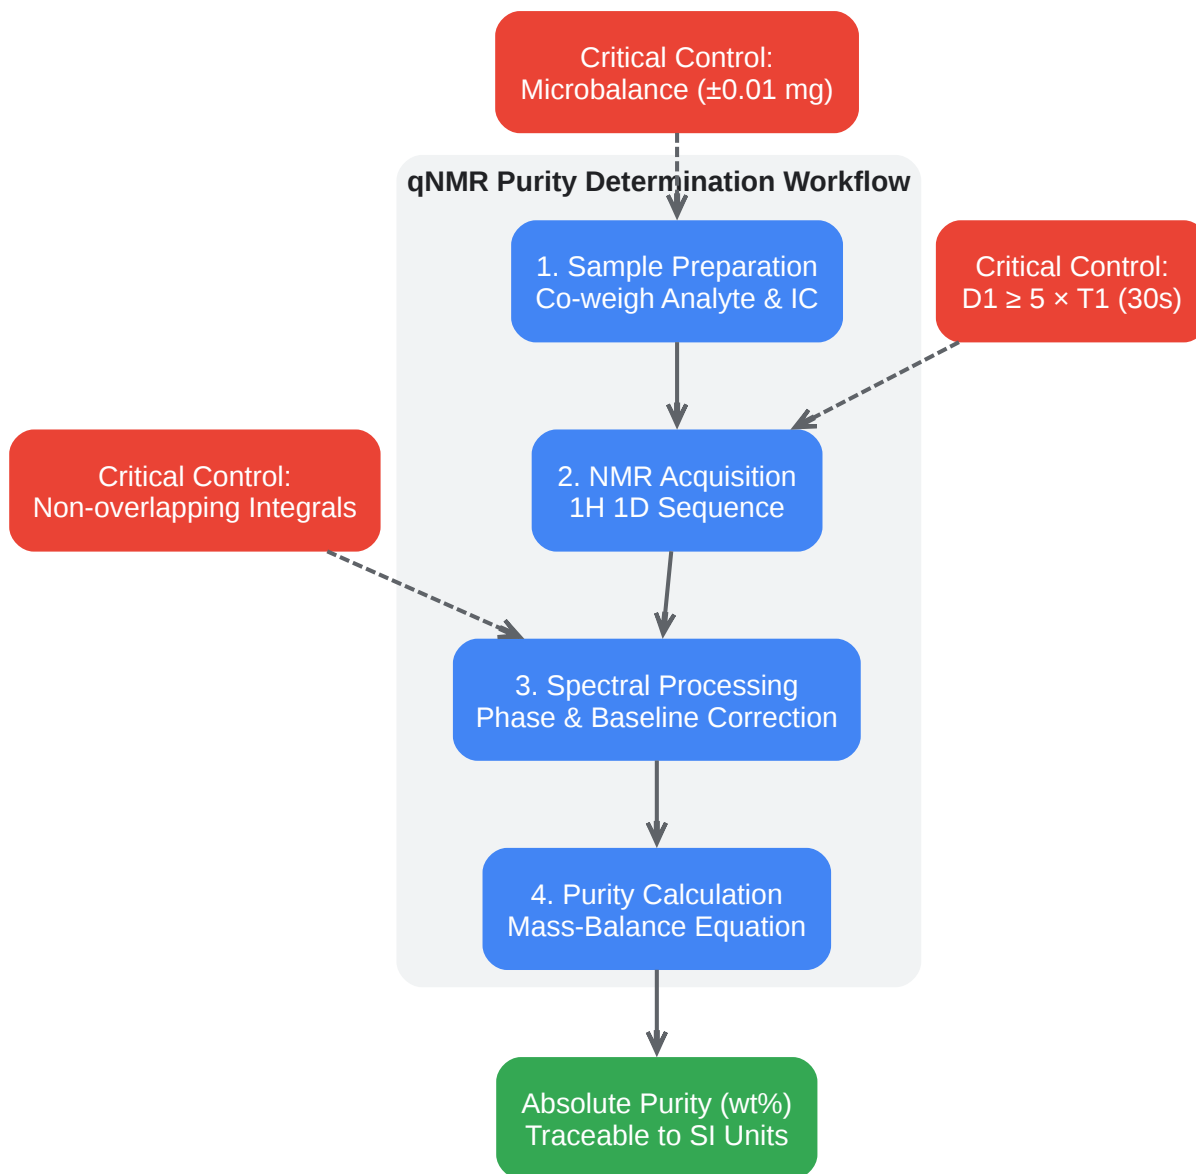 Critical Control:
Microbalance (±0.01 mg)
qNMR Purity Determination Workflow
1. Sample Preparation
Co-weigh Analyte & IC
Critical Control:
D1 ≥ 5 × T1 (30s)
Critical Control:
Non-overlapping Integrals
2. NMR Acquisition
1H 1D Sequence
3. Spectral Processing
Phase & Baseline Correction
4. Purity Calculation
Mass-Balance Equation
Absolute Purity (wt%)
Traceable to SI Units